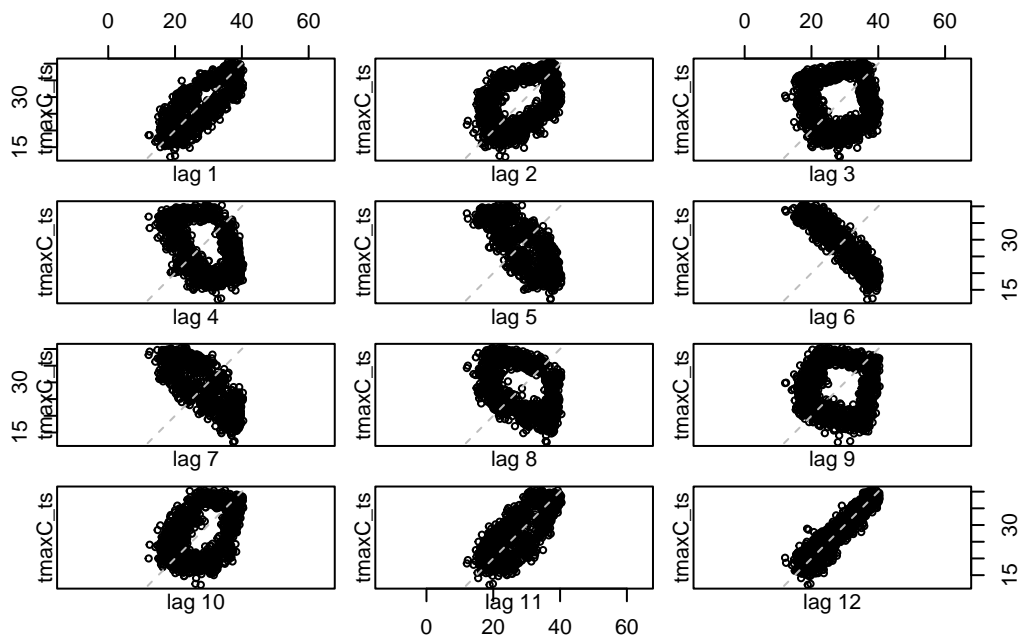 0 20 40 60 0 20 40 60
tmaxC_ts tmaxC_ts tmaxC_ts
15 30
lag 1 lag 2 lag 3
tmaxC_ts tmaxC_ts tmaxC_ts
15 30
lag 4 lag 5 lag 6
tmaxC_ts tmaxC_ts tmaxC_ts
15 30
lag 7 lag 8 lag 9
tmaxC_ts tmaxC_ts tmaxC_ts
15 30
lag 10 lag 11 lag 12
0 20 40 60